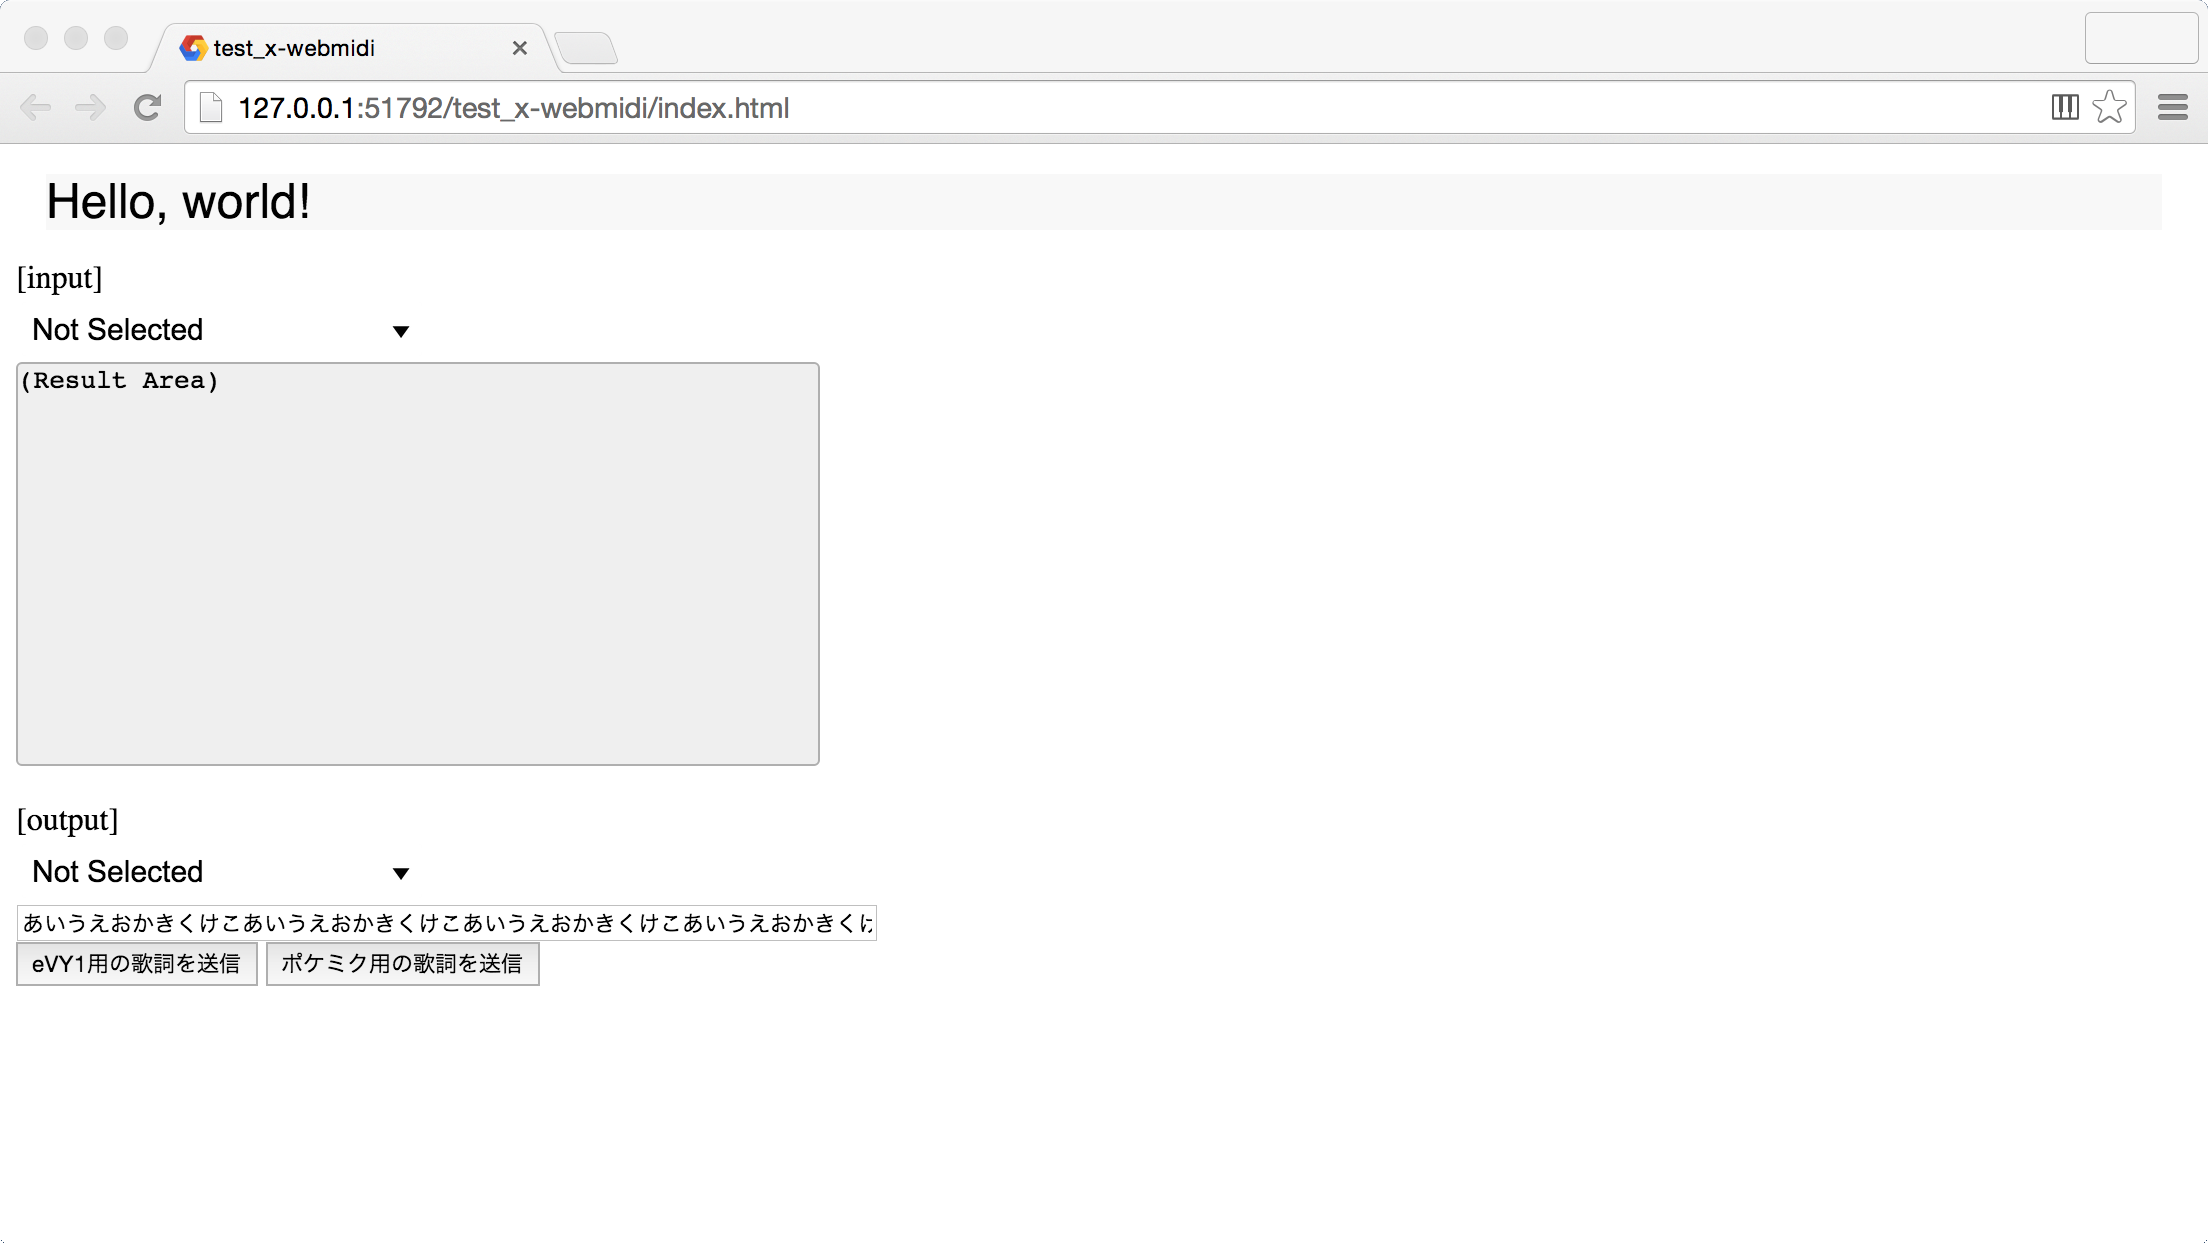 test_x-webmidi
127.0.0.1:51792/test_x-webmidi/index.html
Hello, world!
[input]
Not Selected
(Result Area)
[output]
Not Selected
あいうえおかきくけこあいうえおかきくけこあいうえおかきくけこあいうえおかきくけ
eVY1用の歌詞を送信 ポケミク用の歌詞を送信